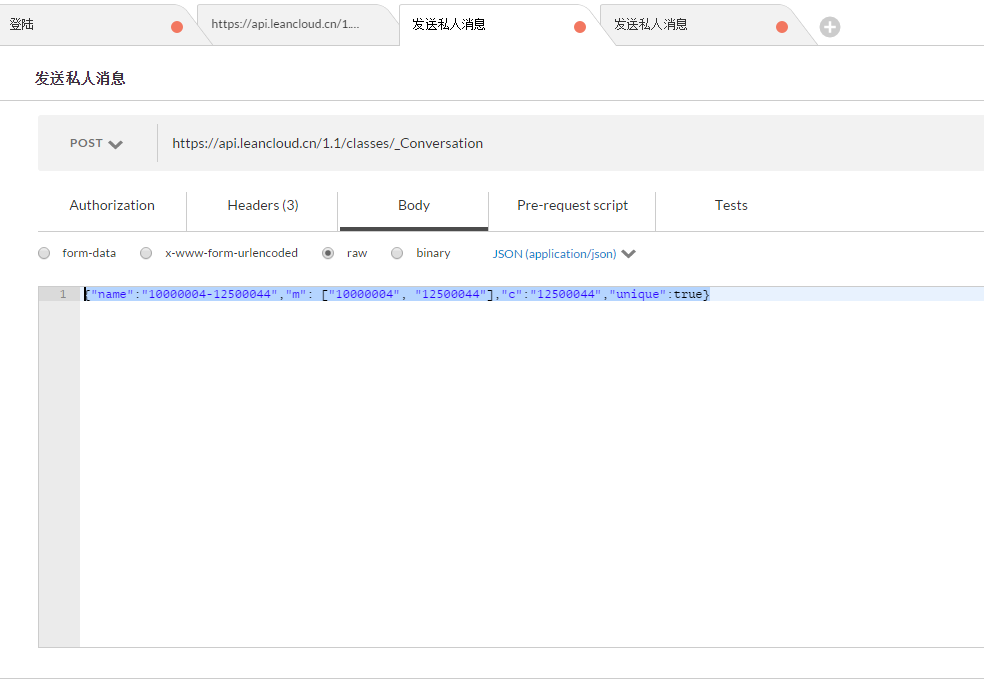 登陆
https://api.leancloud.cn/1....
发送私人消息
发送私人消息
发送私人消息
POST
https://api.leancloud.cn/1.1/classes/_Conversation
Authorization
Headers (3)
Body
Pre-request script
Tests
form-data
x-www-form-urlencoded
raw
binary
JSON (application/json)
1
{"name":"10000004-12500044","m": ["10000004", "12500044"],"c":"12500044","unique":true}